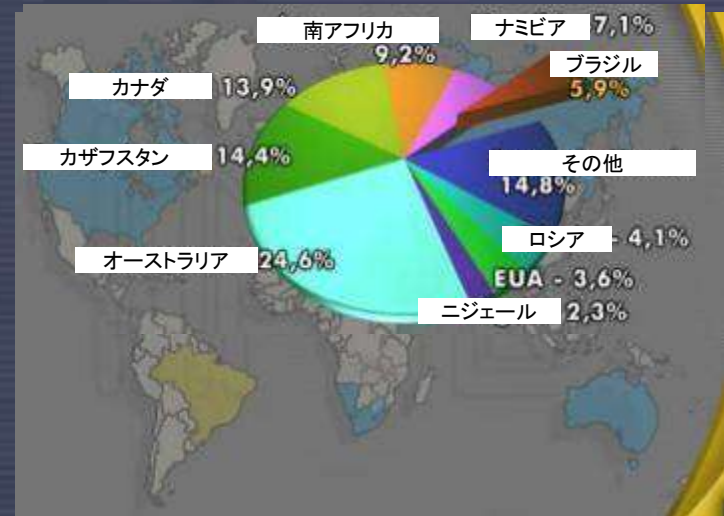 南アフリカ
9,2%
ナミビア 7,1%
ブラジル
5,9%
カナダ 13,9%
カザフスタン 14,4%
その他
14,8%
オーストラリア 24,6%
ロシア - 4,1%
EUA - 3,6%
ニジェール 2,3%